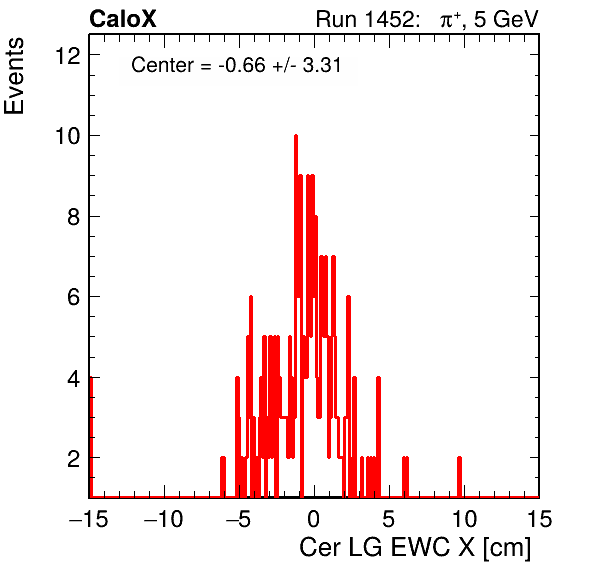 CaloX Run 1452: π⁺, 5 GeV
Center = -0.66 +/- 3.31
Events
12
10
8
6
4
2
−15 −10 −5 0 5 10 15
Cer LG EWC X [cm]